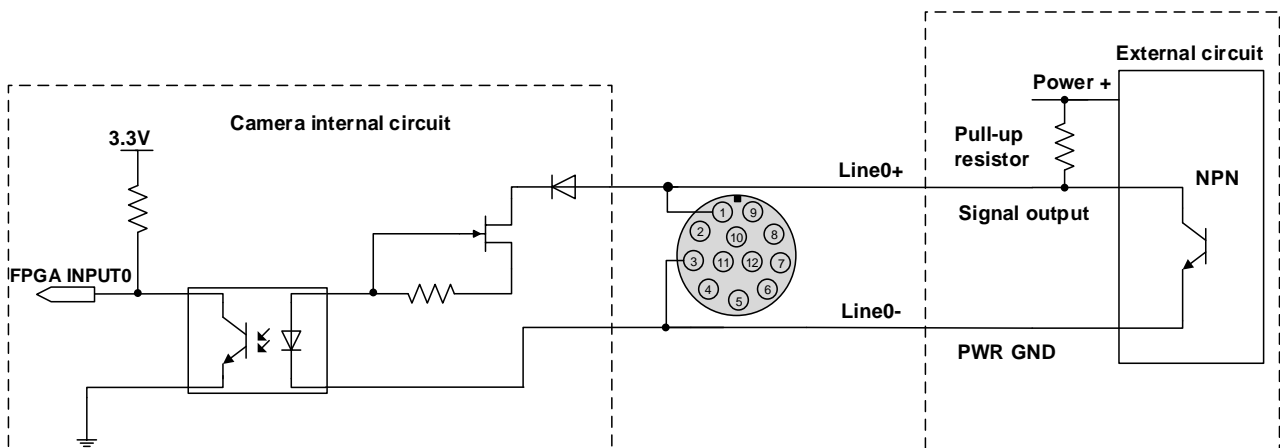 External circuit
Power +
Camera internal circuit
3.3V
Pull-up
resistor
Line0+
NPN
Signal output
1
9
2
10
8
FPGA INPUT0
3
11
12
7
4
5
6
Line0-
PWR GND